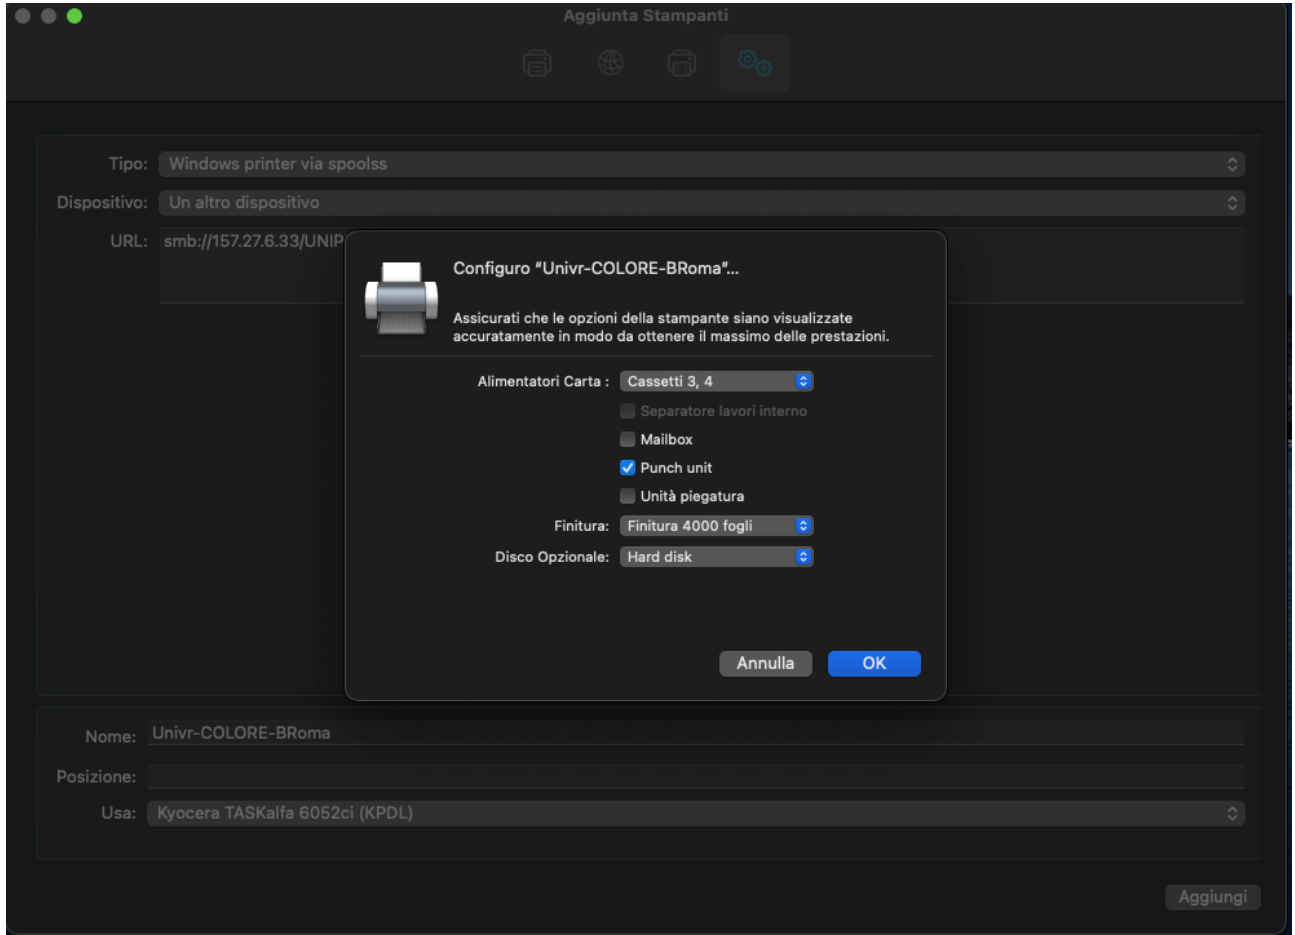 Aggiunta Stampanti
Tipo: Windows printer via spoolss
Dispositivo: Un altro dispositivo
URL: smb://157.27.6.33/UNIP
Configuro "Univr-COLORE-BRoma"...
Assicurati che le opzioni della stampante siano visualizzate
accuratamente in modo da ottenere il massimo delle prestazioni.
Alimentatori Carta : Cassetti 3, 4
Separatore lavori interno
Mailbox
Punch unit
Unità piegatura
Finitura: Finitura 4000 fogli
Disco Opzionale: Hard disk
Annulla OK
Nome: Univr-COLORE-BRoma
Posizione:
Usa: Kyocera TASKalfa 6052ci (KPDL)
Aggiungi